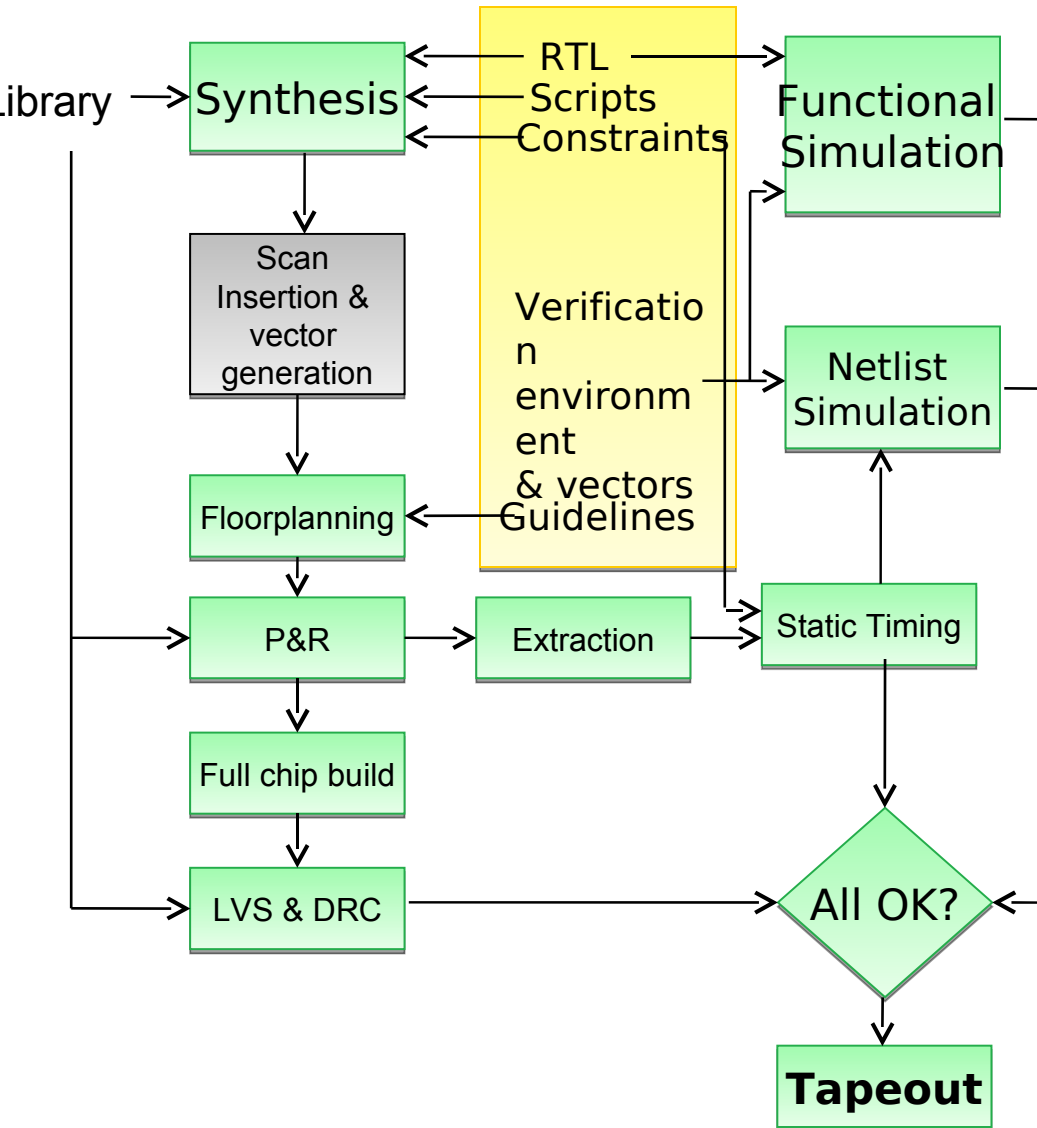 RTL
Scripts
Constraints
Library
Synthesis
Functional
Simulation
Scan
Insertion &
vector
generation
Verificatio
n
environm
ent
& vectors
Guidelines
Netlist
Simulation
Floorplanning
P&R
Extraction
Static Timing
Full chip build
LVS & DRC
All OK?
Tapeout